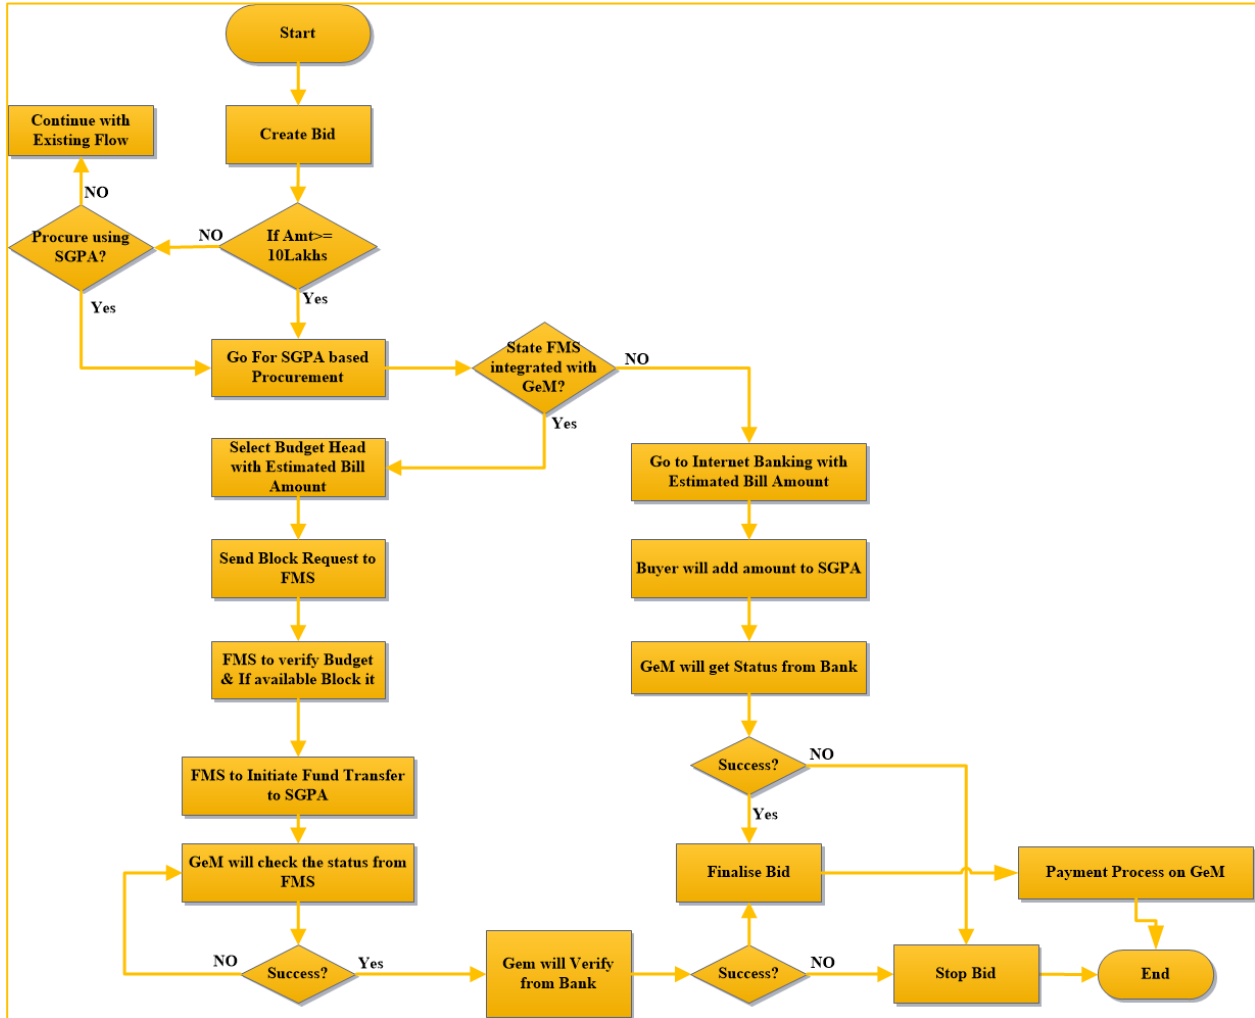 Start
Create Bid
Continue with
Existing Flow
NO
If Amt>=
10Lakhs
NO
Procure using
SGPA?
Yes
Yes
Go For SGPA based
Procurement
State FMS
integrated with
GeM?
NO
Yes
Select Budget Head
with Estimated Bill
Amount
Go to Internet Banking with
Estimated Bill Amount
Send Block Request to
FMS
Buyer will add amount to SGPA
FMS to verify Budget
& If available Block it
GeM will get Status from Bank
Success?
NO
Yes
FMS to Initiate Fund Transfer
to SGPA
GeM will check the status from
FMS
Finalise Bid
Payment Process on GeM
NO
Success?
Yes
Gem will Verify
from Bank
Success?
NO
Stop Bid
End